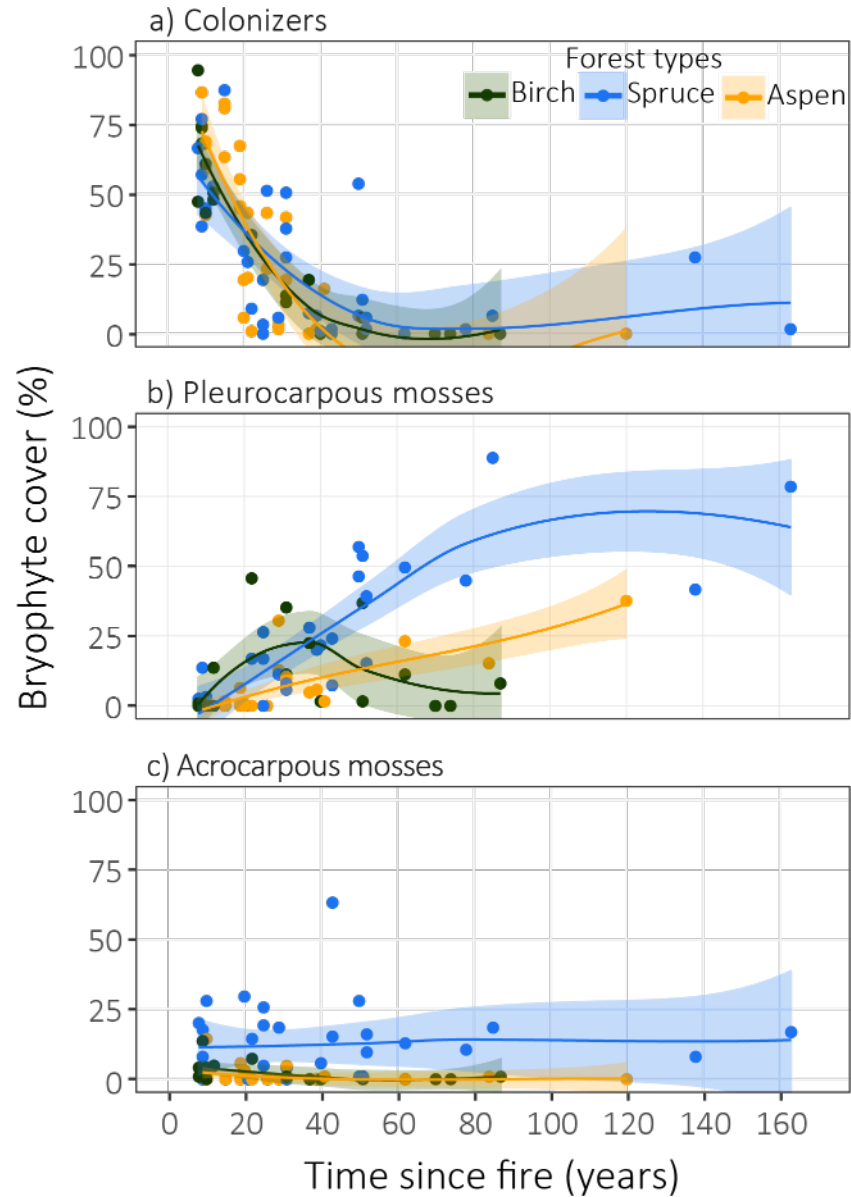 a) Colonizers
Forest types
Birch Spruce Aspen
100
75
50
25
0
b) Pleurocarpous mosses
100
75
50
25
0
c) Acrocarpous mosses
100
75
50
25
0
Bryophyte cover (%)
0 20 40 60 80 100 120 140 160
Time since fire (years)